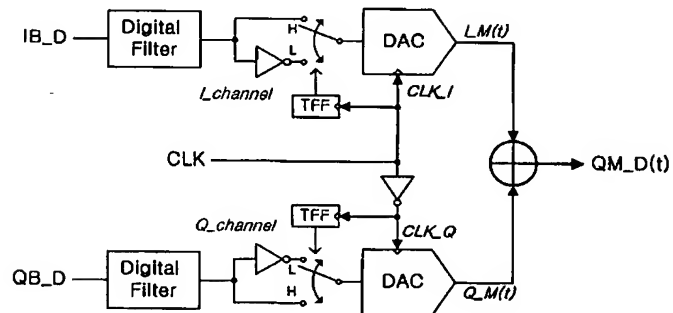 IB_D
Digital
Filter
H
L
I_channel
TFF
DAC
I_M(t)
CLK_I
CLK
QM_D(t)
Q_channel
TFF
CLK_Q
QB_D
Digital
Filter
L
H
DAC
Q_M(t)